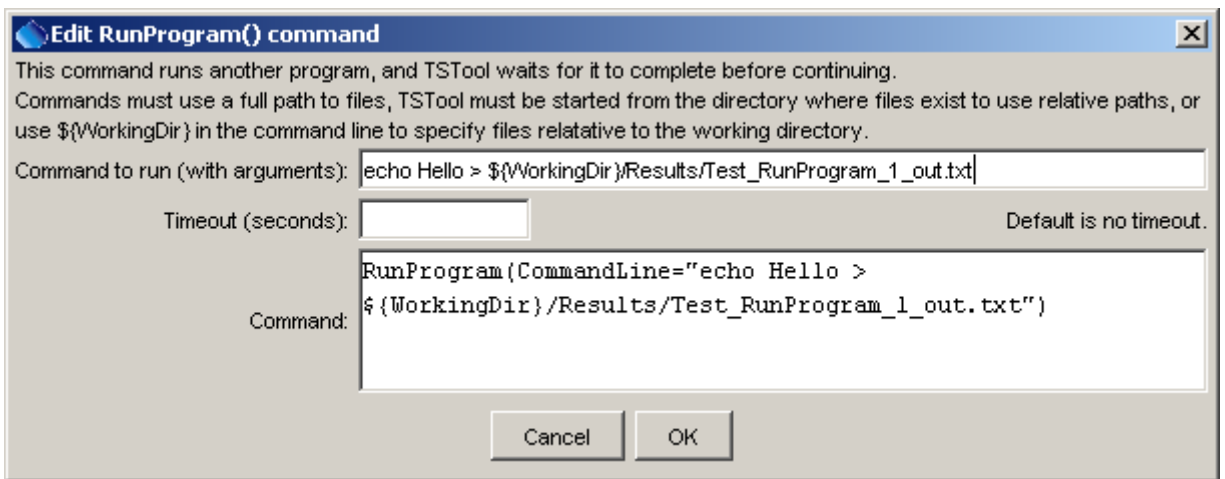 Edit RunProgram() command
This command runs another program, and TSTool waits for it to complete before continuing.
Commands must use a full path to files, TSTool must be started from the directory where files exist to use relative paths, or
use ${WorkingDir} in the command line to specify files relatative to the working directory.
Command to run (with arguments): echo Hello > ${WorkingDir}/Results/Test_RunProgram_1_out.txt
Timeout (seconds): Default is no timeout.
RunProgram(CommandLine="echo Hello >
${WorkingDir}/Results/Test_RunProgram_1_out.txt")
Command:
Cancel OK